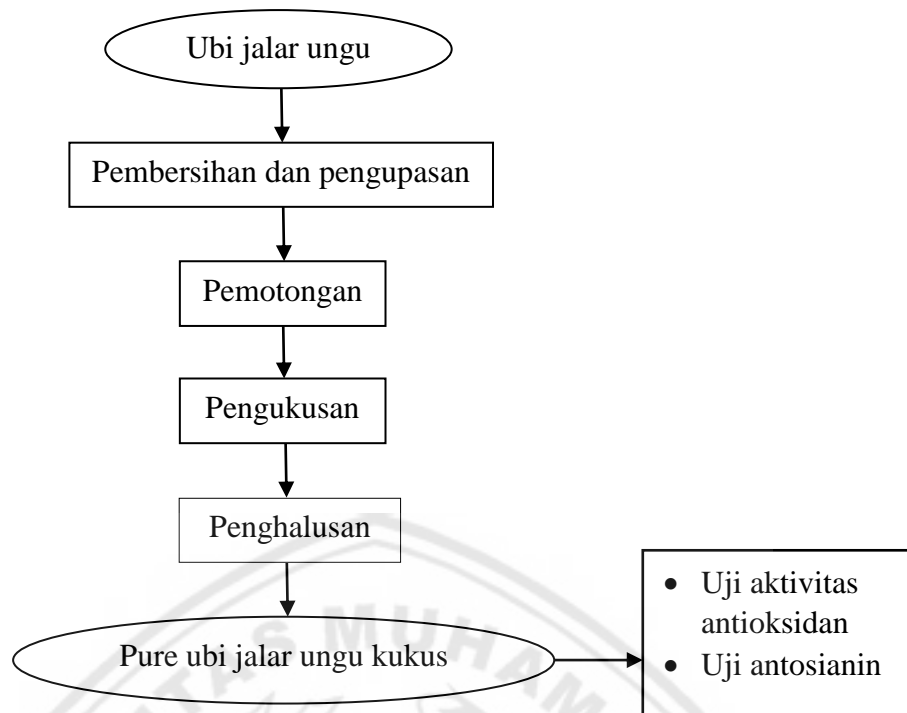 Ubi jalar ungu
Pembersihan dan pengupasan
Pemotongan
Pengukusan
Penghalusan
Pure ubi jalar ungu kukus
• Uji aktivitas
antioksidan
• Uji antosianin